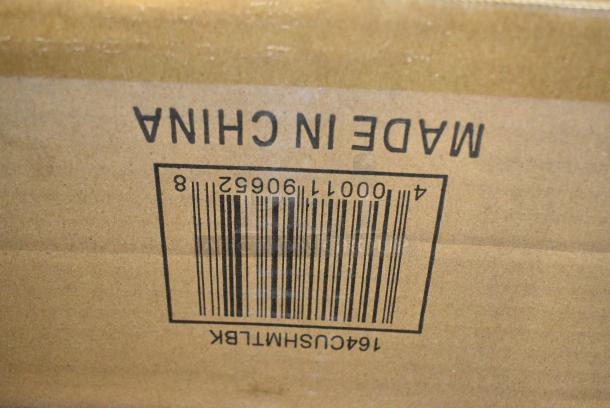 164CUSHMTLBK
4 00011 90652 8
MADE IN CHINA